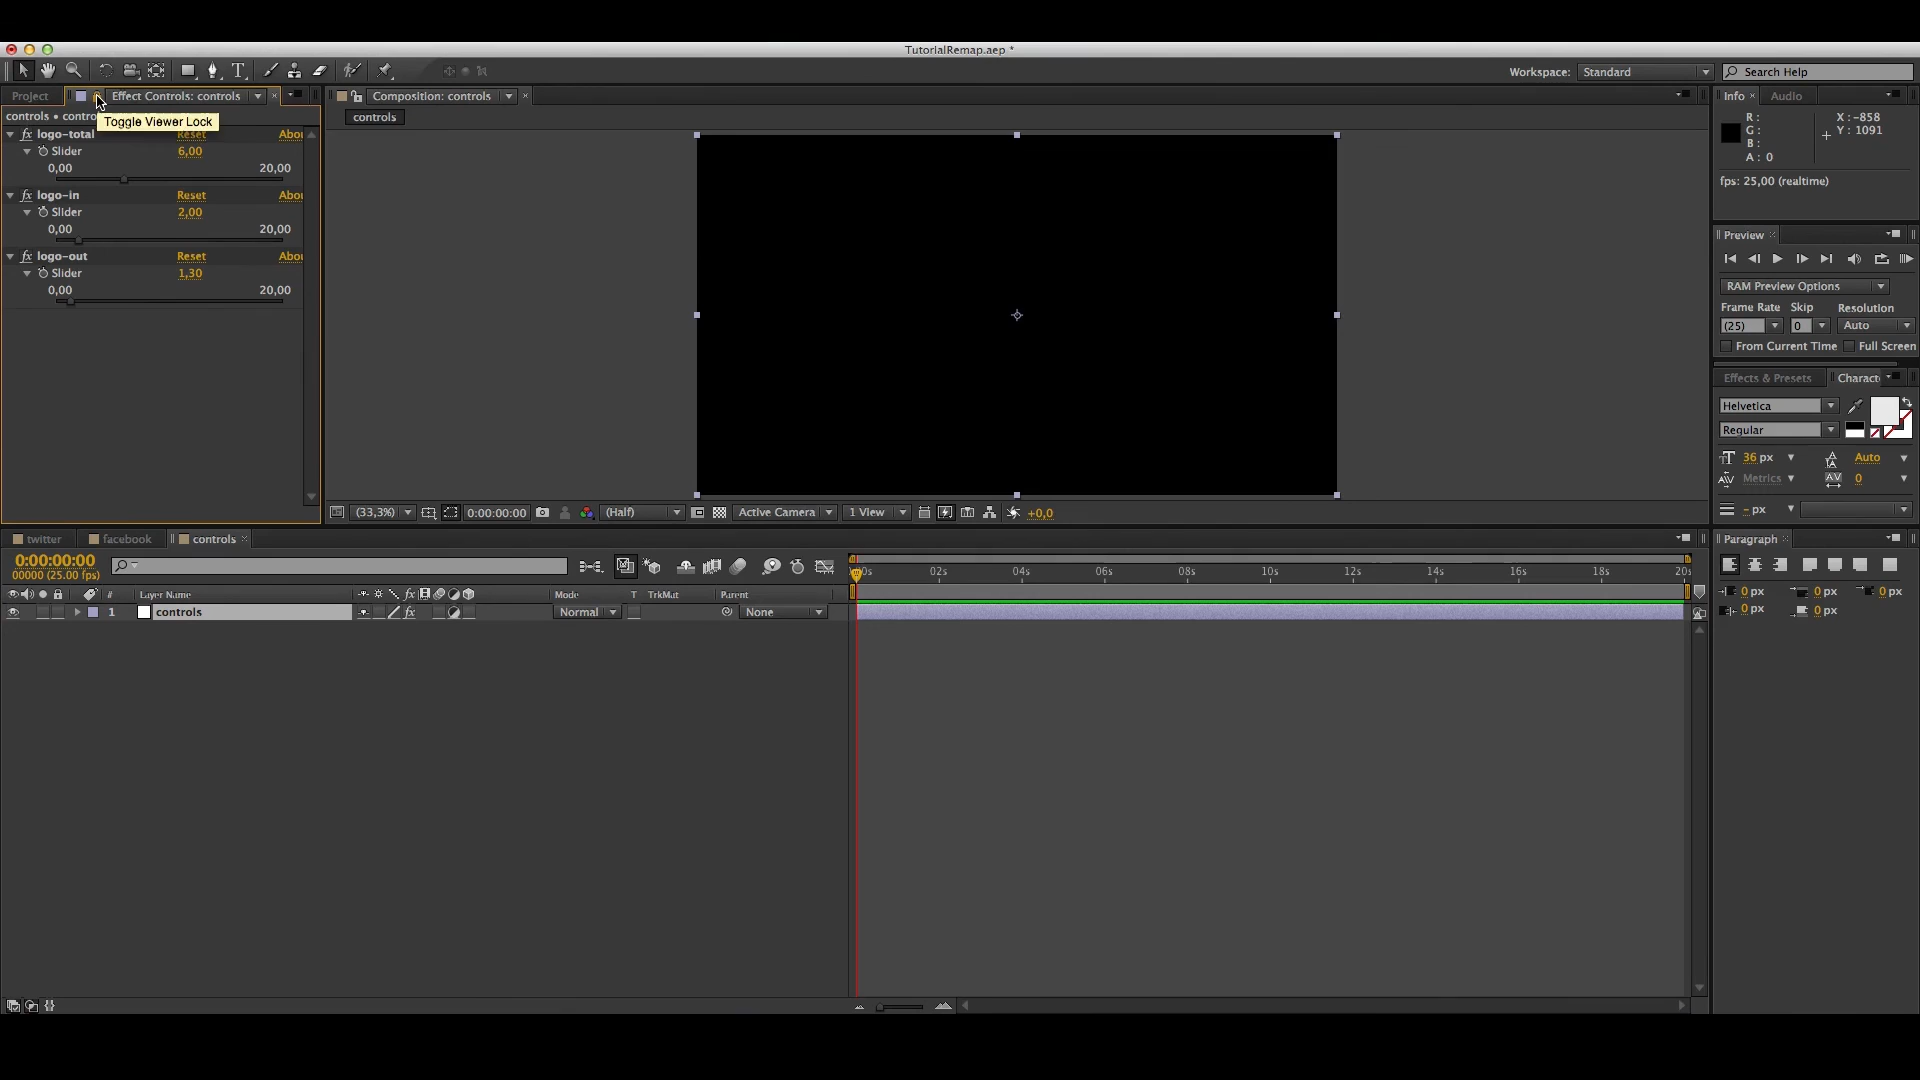 TutorialRemap.aep *
Workspace: Standard
Search Help
Project
Effect Controls: controls
Composition: controls
Info
Audio
controls • contro
Toggle Viewer Lock
controls
R :
G :
B :
A : 0
X : -858
Y : 1091
fps: 25,00 (realtime)
fx logo-total Reset Abou
Slider 6,00
0,00 20,00
fx logo-in Reset Abou
Slider 2,00
0,00 20,00
fx logo-out Reset Abou
Slider 1,30
0,00 20,00
Preview
RAM Preview Options
Frame Rate Skip Resolution
(25) 0 Auto
From Current Time Full Screen
Effects & Presets
Charact
Helvetica
Regular
36 px Auto
Metrics 0
- px
(33,3%) 0:00:00:00 (Half) Active Camera 1 View +0,0
twitter facebook controls
Paragraph
0:00:00:00
00000 (25.00 fps)
02s 04s 06s 08s 10s 12s 14s 16s 18s
# Layer Name Mode T TrkMat Parent
1 controls Normal None
0 px 0 px 0 px
0 px 0 px